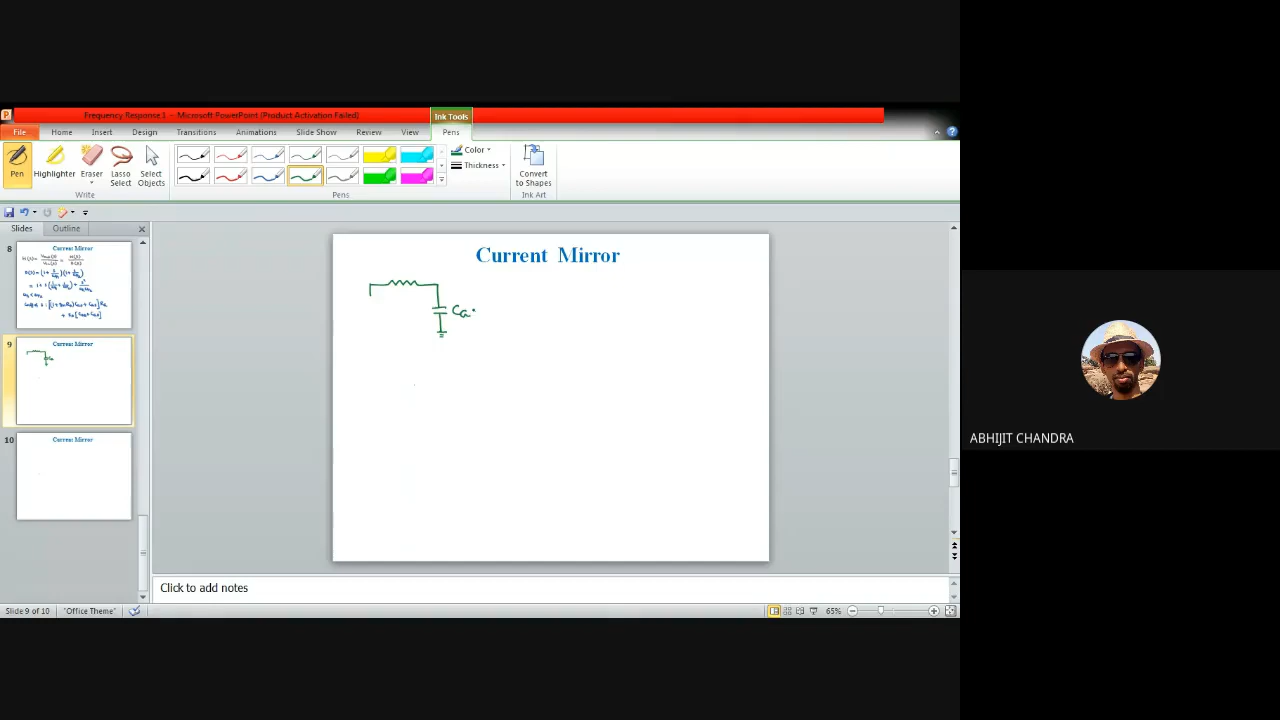 Frequency Response 1 - Microsoft PowerPoint (Product Activation Failed)
Ink Tools
File Home Insert Design Transitions Animations Slide Show Review View Pens
Pen Highlighter Eraser Lasso Select Select Objects
Color
Thickness
Convert to Shapes
Write Pens Ink Art
Slides Outline
8
Current Mirror
9
Current Mirror
10
Current Mirror
Current Mirror
ABHIJIT CHANDRA
Click to add notes
Slide 9 of 10 "Office Theme" 65%